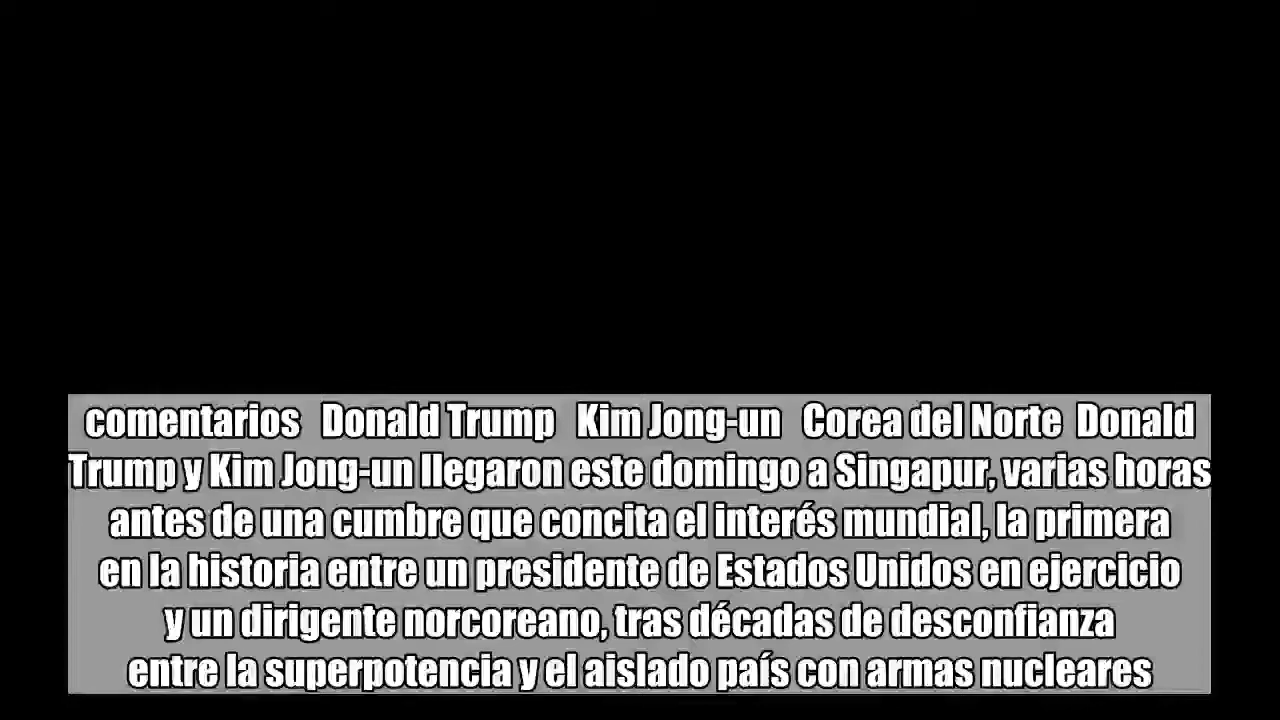 comentarios Donald Trump Kim Jong-un Corea del Norte Donald
Trump y Kim Jong-un llegaron este domingo a Singapur, varias horas
antes de una cumbre que concita el interés mundial, la primera
en la historia entre un presidente de Estados Unidos en ejercicio
y un dirigente norcoreano, tras décadas de desconfianza
entre la superpotencia y el aislado país con armas nucleares